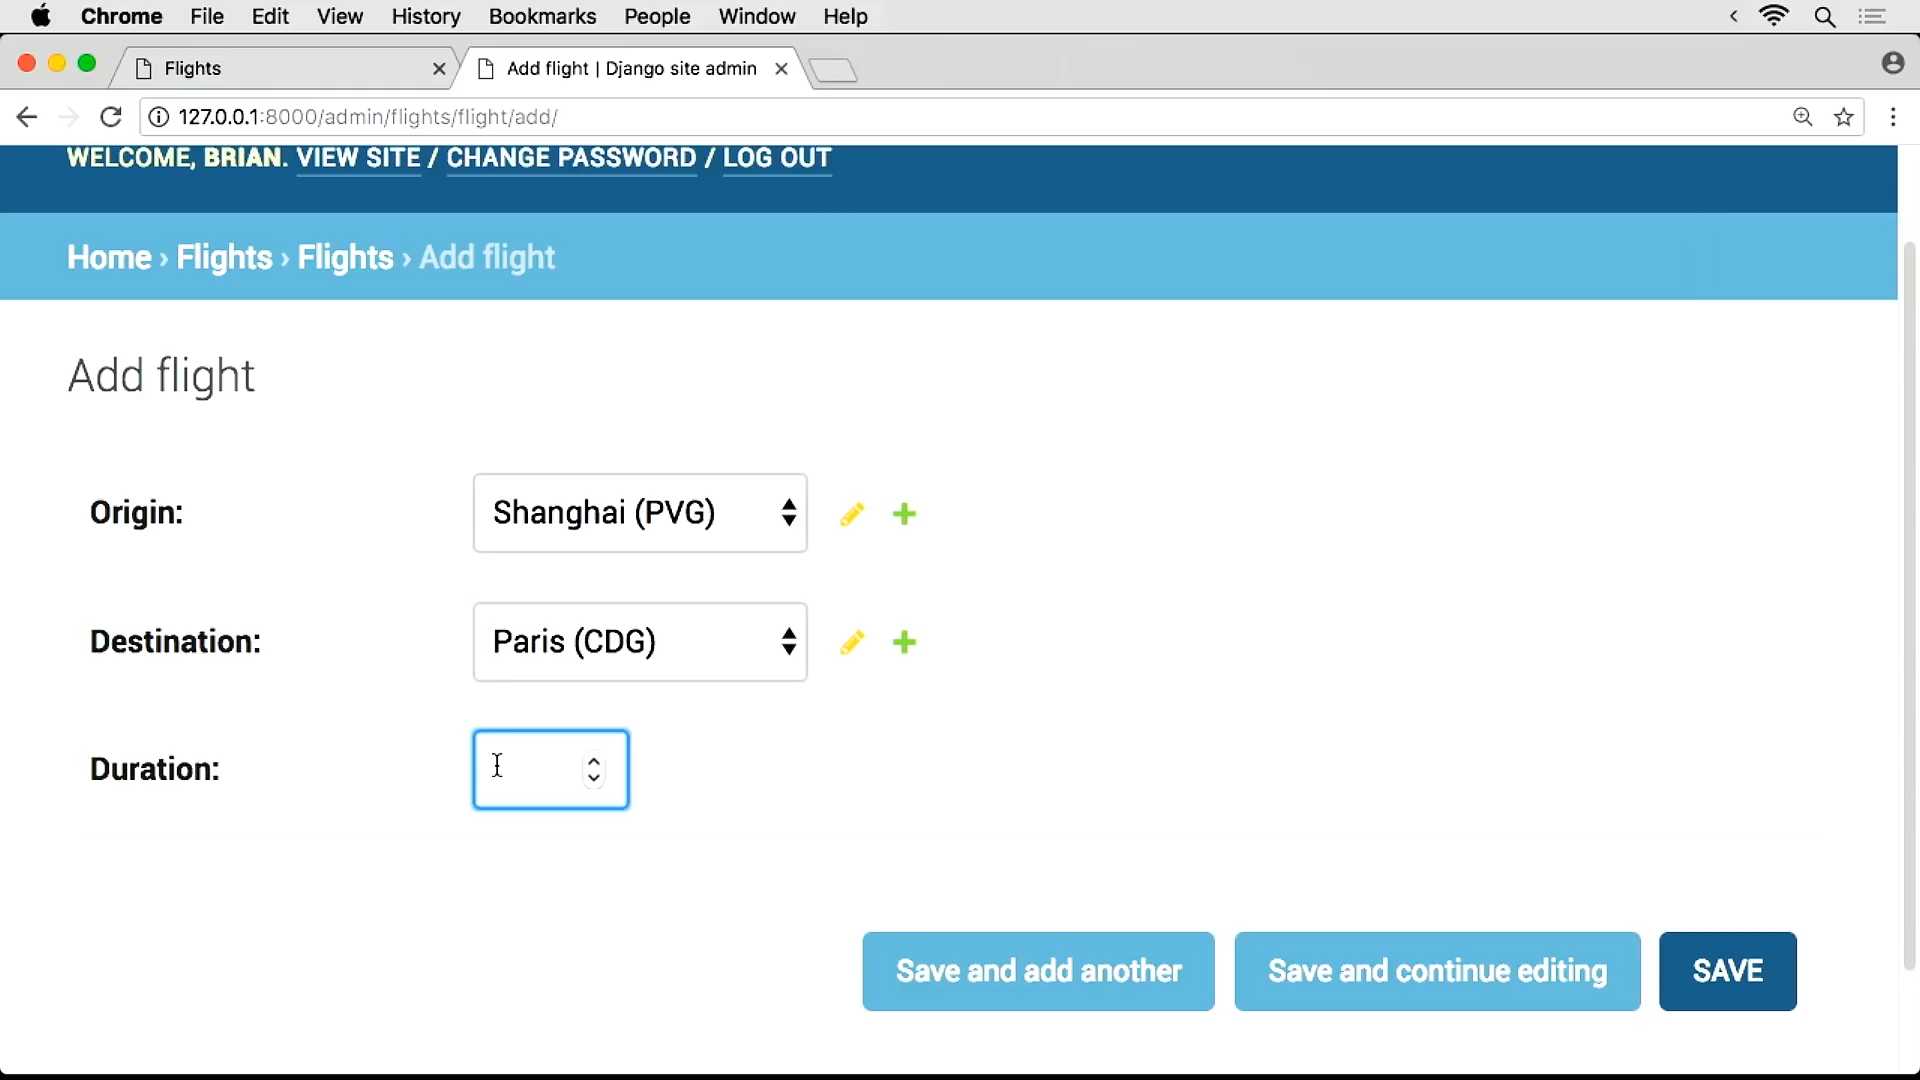 Chrome File Edit View History Bookmarks People Window Help
Flights
Add flight | Django site admin
127.0.0.1:8000/admin/flights/flight/add/
WELCOME, BRIAN. VIEW SITE / CHANGE PASSWORD / LOG OUT
Home › Flights › Flights › Add flight
Add flight
Origin: Shanghai (PVG)
Destination: Paris (CDG)
Duration:
Save and add another Save and continue editing SAVE